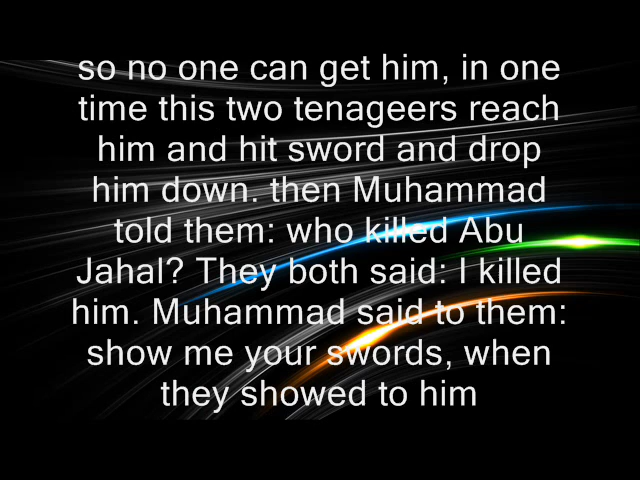 so no one can get him, in one
time this two tenageers reach
him and hit sword and drop
him down. then Muhammad
told them: who killed Abu
Jahal? They both said: I killed
him. Muhammad said to them:
show me your swords, when
they showed to him